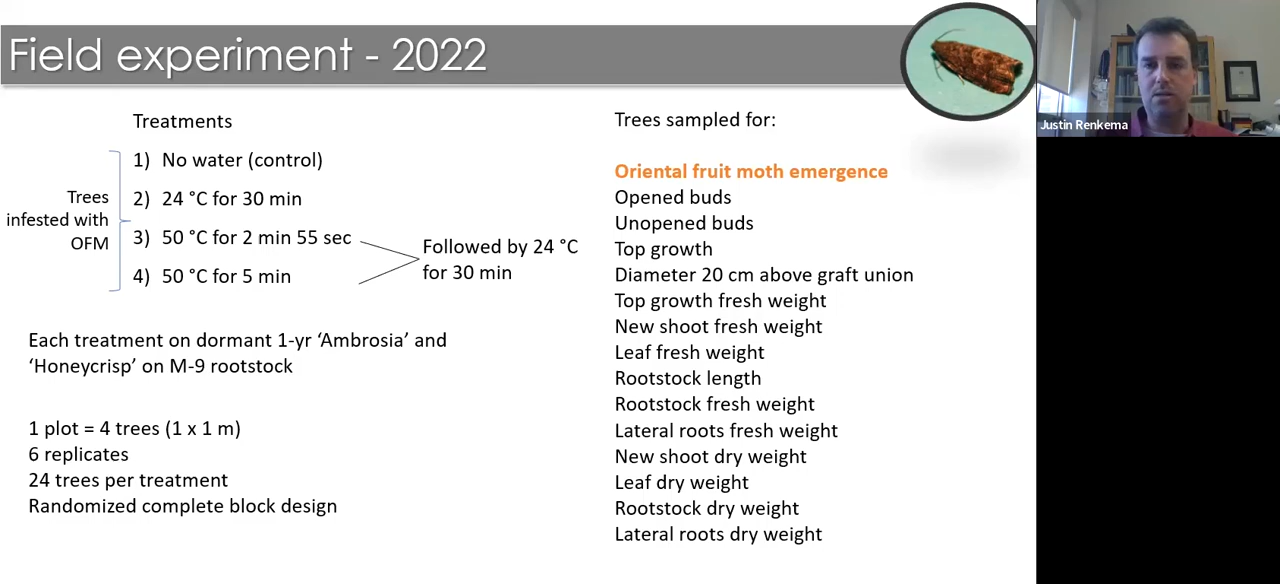 Field experiment - 2022
Justin Renkema
Treatments
1) No water (control)
2) 24 °C for 30 min
3) 50 °C for 2 min 55 sec
4) 50 °C for 5 min
Trees
infested with
OFM
Followed by 24 °C
for 30 min
Each treatment on dormant 1-yr ‘Ambrosia’ and
‘Honeycrisp’ on M-9 rootstock
1 plot = 4 trees (1 x 1 m)
6 replicates
24 trees per treatment
Randomized complete block design
Trees sampled for:
Oriental fruit moth emergence
Opened buds
Unopened buds
Top growth
Diameter 20 cm above graft union
Top growth fresh weight
New shoot fresh weight
Leaf fresh weight
Rootstock length
Rootstock fresh weight
Lateral roots fresh weight
New shoot dry weight
Leaf dry weight
Rootstock dry weight
Lateral roots dry weight